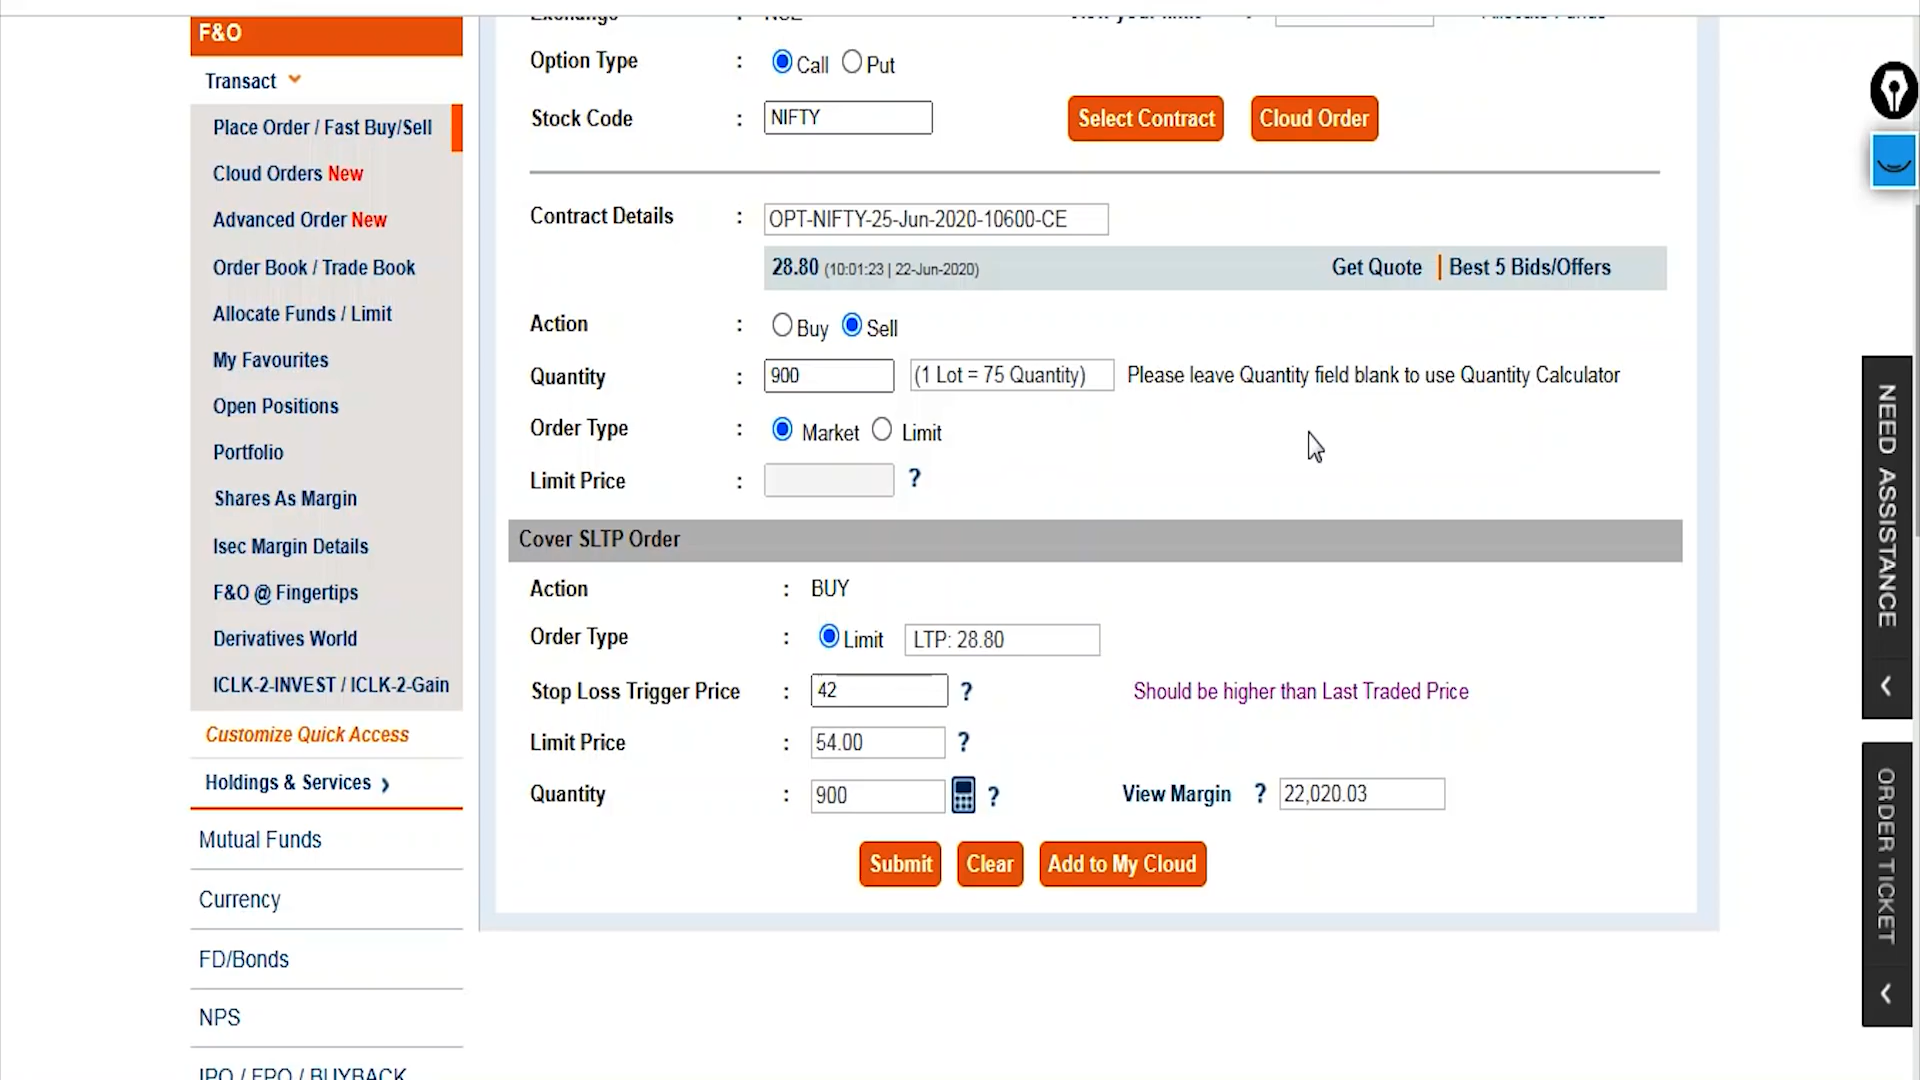 F&O
Transact
Place Order / Fast Buy/Sell
Cloud Orders New
Advanced Order New
Order Book / Trade Book
Allocate Funds / Limit
My Favourites
Open Positions
Portfolio
Shares As Margin
Isec Margin Details
F&O @ Fingertips
Derivatives World
ICLK-2-INVEST / ICLK-2-Gain
Customize Quick Access
Holdings & Services
Mutual Funds
Currency
FD/Bonds
NPS
IPO / FPO / BUYBACK
Exchange : NSE
Option Type : Call Put
Stock Code : NIFTY Select Contract Cloud Order
Contract Details : OPT-NIFTY-25-Jun-2020-10600-CE
28.80 (10:01:23 | 22-Jun-2020) Get Quote | Best 5 Bids/Offers
Action : Buy Sell
Quantity : 900 (1 Lot = 75 Quantity) Please leave Quantity field blank to use Quantity Calculator
Order Type : Market Limit
Limit Price : ?
Cover SLTP Order
Action : BUY
Order Type : Limit LTP: 28.80
Stop Loss Trigger Price : 42 ? Should be higher than Last Traded Price
Limit Price : 54.00 ?
Quantity : 900 ? View Margin ? 22,020.03
Submit Clear Add to My Cloud
NEED ASSISTANCE
ORDER TICKET